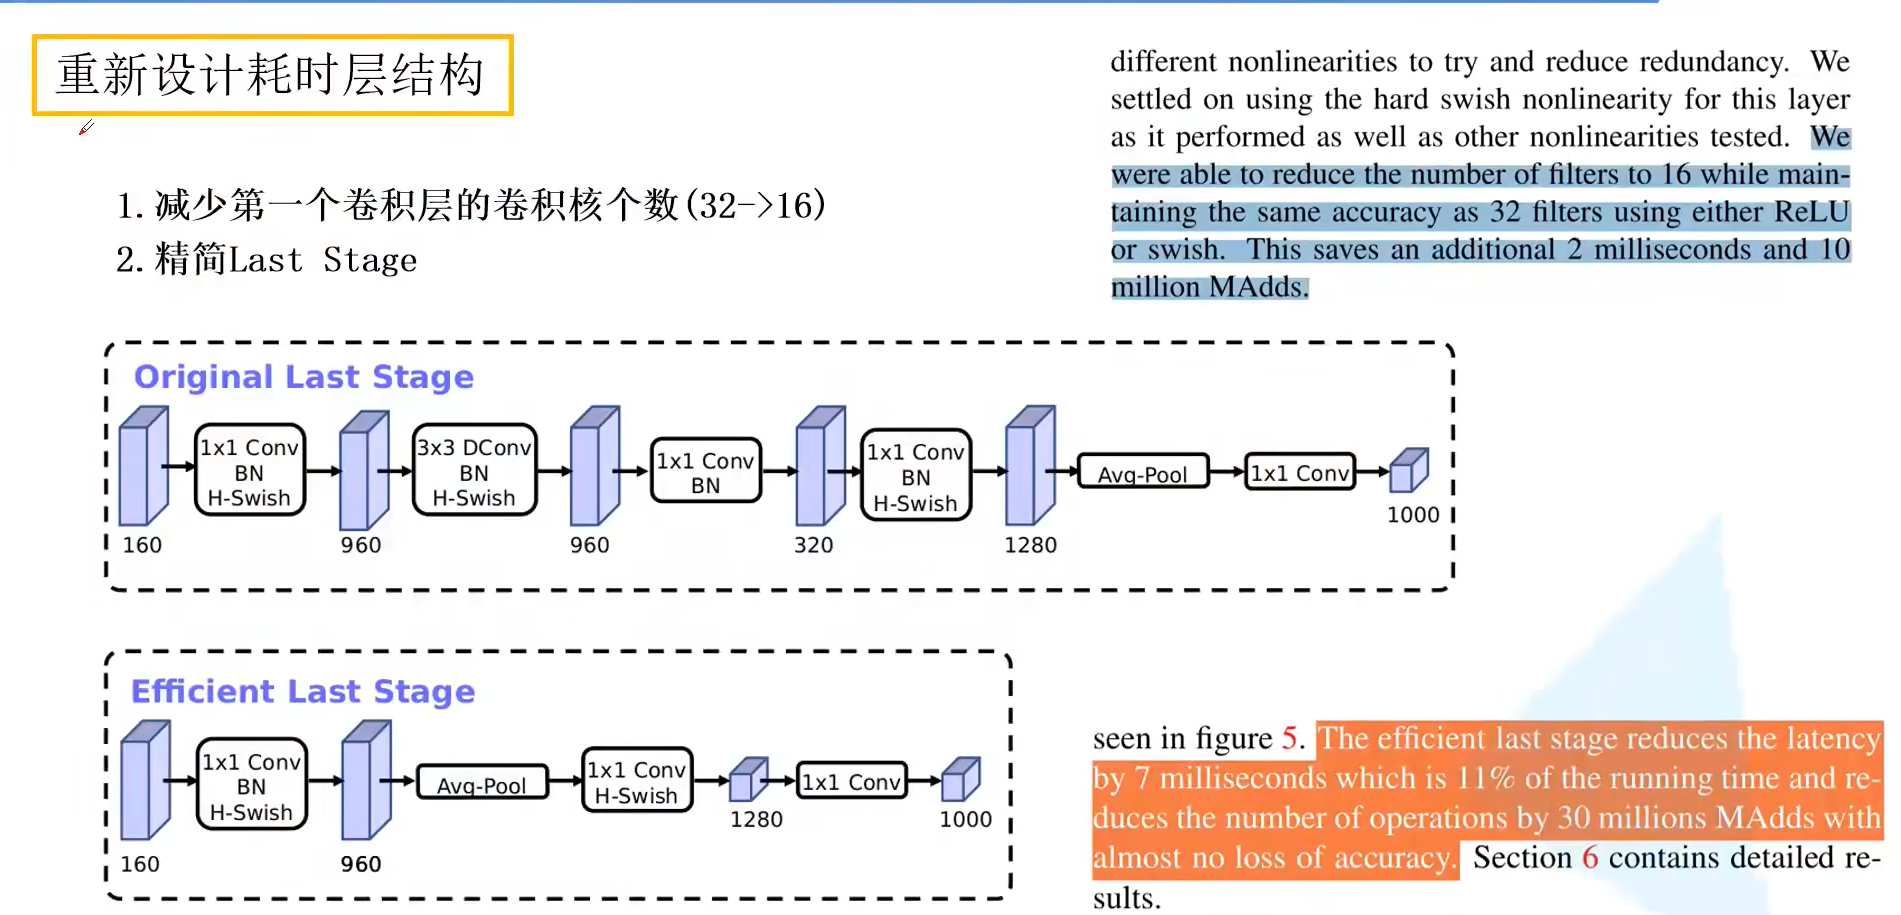 重新设计耗时层结构
1. 减少第一个卷积层的卷积核个数(32->16)
2. 精简Last Stage
different nonlinearities to try and reduce redundancy. We
settled on using the hard swish nonlinearity for this layer
as it performed as well as other nonlinearities tested. We
were able to reduce the number of filters to 16 while main-
taining the same accuracy as 32 filters using either ReLU
or swish. This saves an additional 2 milliseconds and 10
million MAdds.
Original Last Stage
1x1 Conv
BN
H-Swish
3x3 DConv
BN
H-Swish
1x1 Conv
BN
1x1 Conv
BN
H-Swish
Avg-Pool
1x1 Conv
160
960
960
320
1280
1000
Efficient Last Stage
1x1 Conv
BN
H-Swish
Avg-Pool
1x1 Conv
H-Swish
1x1 Conv
160
960
1280
1000
seen in figure 5. The efficient last stage reduces the latency
by 7 milliseconds which is 11% of the running time and re-
duces the number of operations by 30 millions MAdds with
almost no loss of accuracy. Section 6 contains detailed re-
sults.